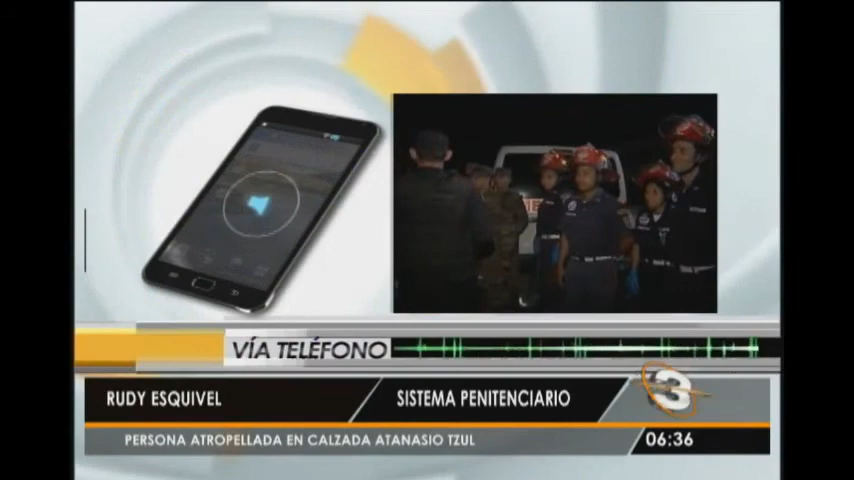 VÍA TELÉFONO
RUDY ESQUIVEL
SISTEMA PENITENCIARIO
3
PERSONA ATROPELLADA EN CALZADA ATANASIO TZUL
06:36